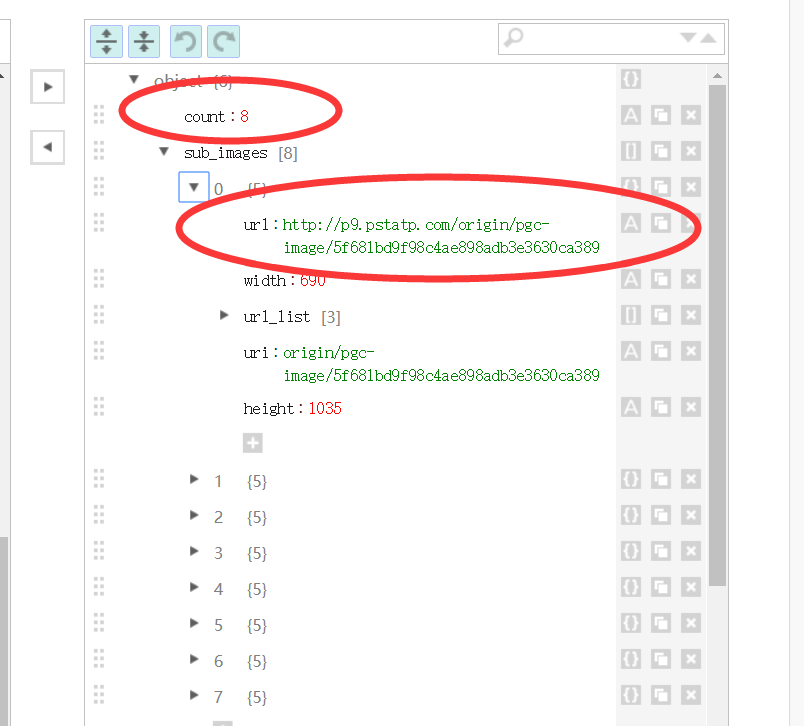 object {6}
count:8
sub_images [8]
0 {5}
url:http://p9.pstatp.com/origin/pgc-
image/5f681bd9f98c4ae898adb3e3630ca389
width:690
url_list [3]
uri:origin/pgc-
image/5f681bd9f98c4ae898adb3e3630ca389
height:1035
1 {5}
2 {5}
3 {5}
4 {5}
5 {5}
6 {5}
7 {5}